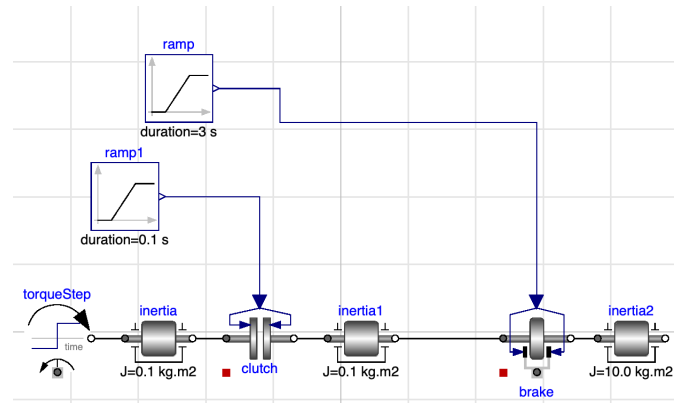 ramp
duration=3 s
ramp1
duration=0.1 s
torqueStep
time
inertia
J=0.1 kg.m2
clutch
inertia1
J=0.1 kg.m2
brake
inertia2
J=10.0 kg.m2